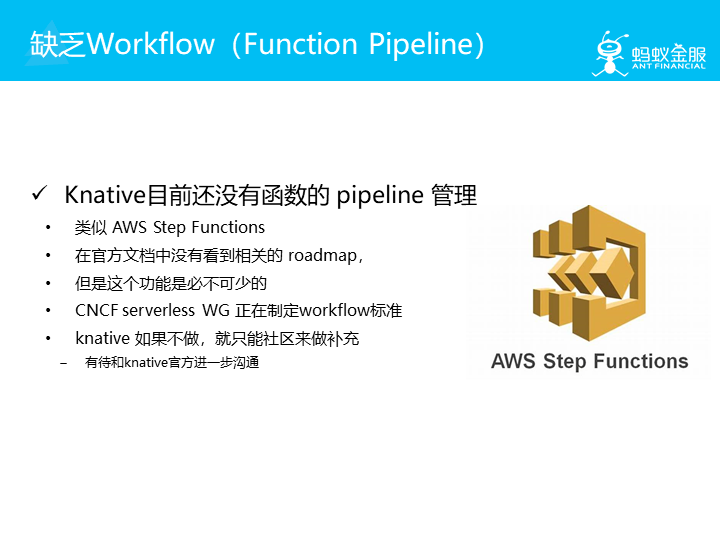 缺乏Workflow（Function Pipeline）
蚂蚁金服
ANT FINANCIAL
✓ Knative目前还没有函数的 pipeline 管理
• 类似 AWS Step Functions
• 在官方文档中没有看到相关的 roadmap，
• 但是这个功能是必不可少的
• CNCF serverless WG 正在制定workflow标准
• knative 如果不做，就只能社区来做补充
– 有待和knative官方进一步沟通
AWS Step Functions